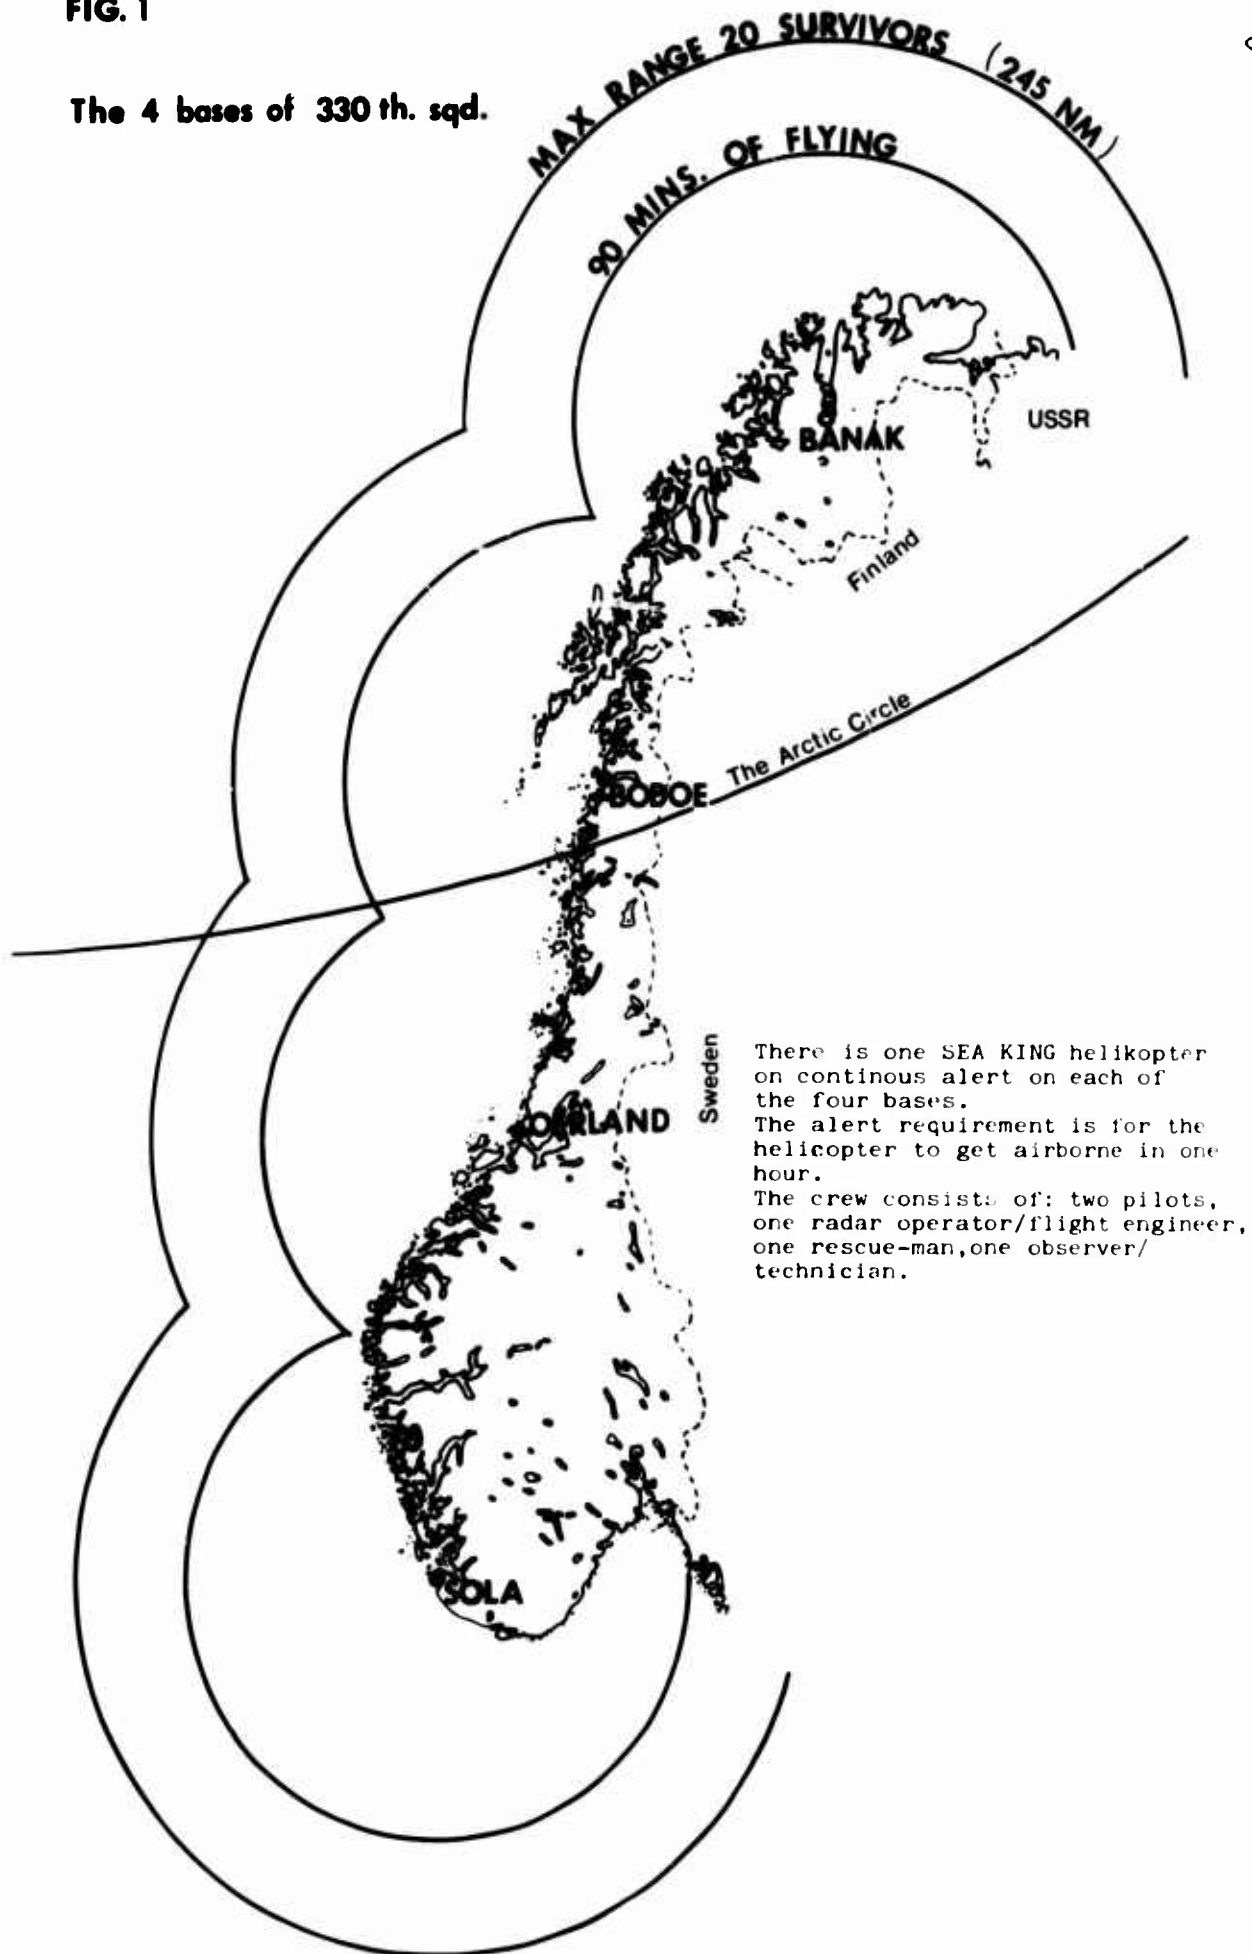 FIG. 1
The 4 bases of 330 th. sqd.
MAX RANGE 20 SURVIVORS (245 NM)
90 MINS. OF FLYING
BANAK
USSR
Finland
The Arctic Circle
BODOE
Sweden
OERLAND
SOLA
There is one SEA KING helikopter
on continous alert on each of
the four bases.
The alert requirement is for the
helicopter to get airborne in one
hour.
The crew consists of: two pilots,
one radar operator/flight engineer,
one rescue-man,one observer/
technician.